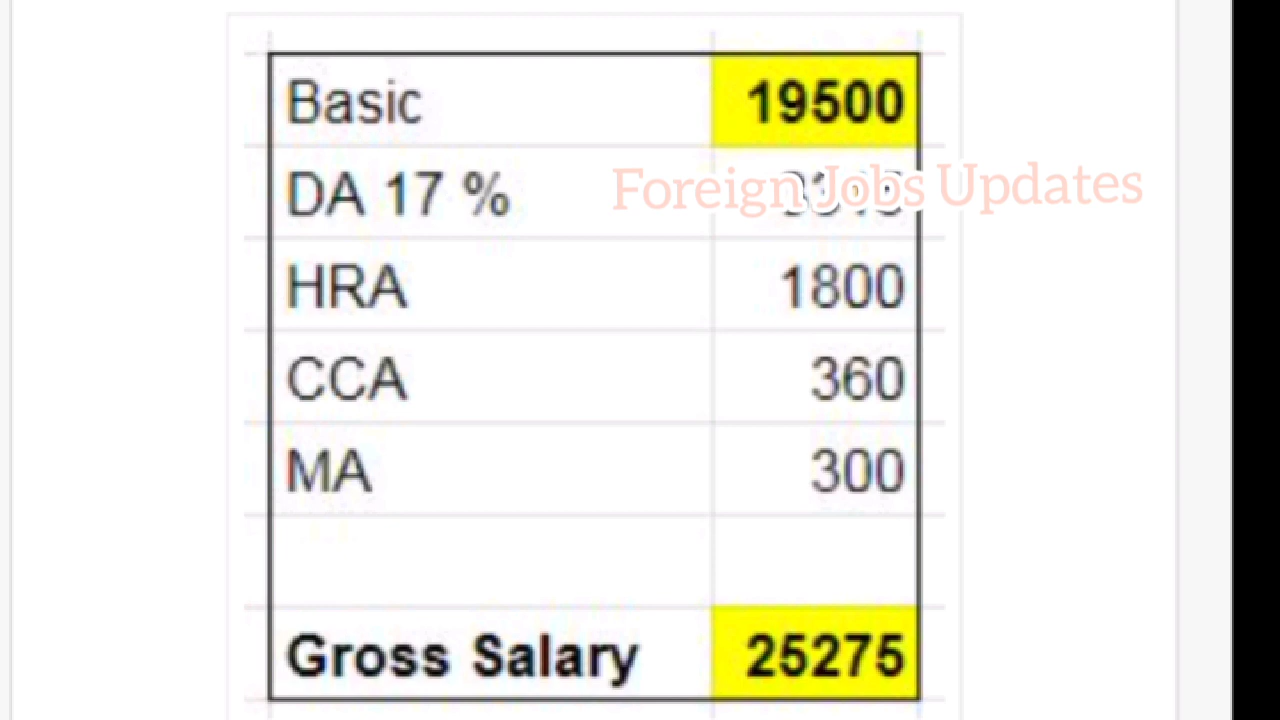 Basic 19500
DA 17 % Foreign Jobs Updates
HRA 1800
CCA 360
MA 300
Gross Salary 25275